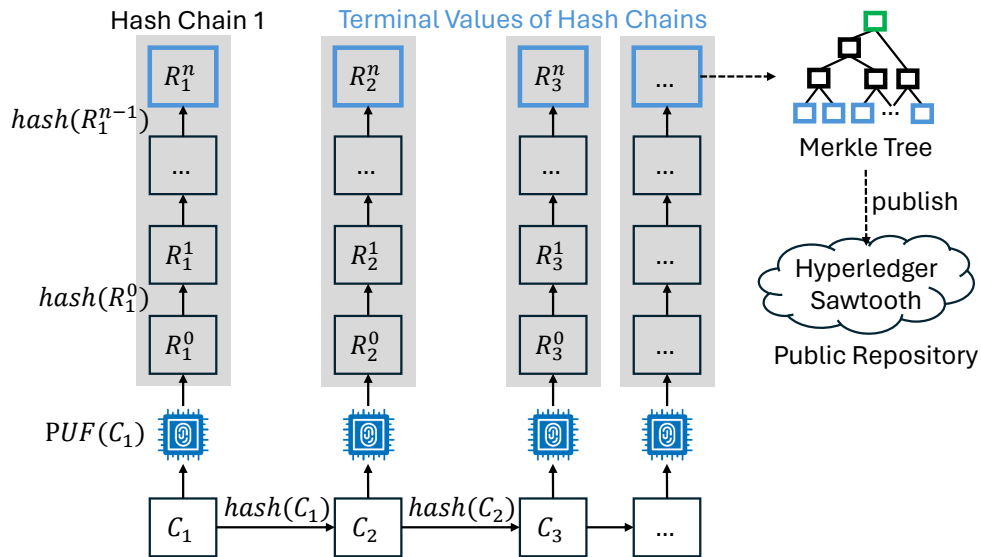 Hash Chain 1
Terminal Values of Hash Chains
$R_1^n$ $R_2^n$ $R_3^n$ ...
$hash(R_1^{n-1})$
... ... ... ...
$R_1^1$ $R_2^1$ $R_3^1$ ...
$hash(R_1^0)$
$R_1^0$ $R_2^0$ $R_3^0$ ...
$PUF(C_1)$
$C_1$ $hash(C_1)$ $C_2$ $hash(C_2)$ $C_3$ ...
...
Merkle Tree
publish
Hyperledger
Sawtooth
Public Repository